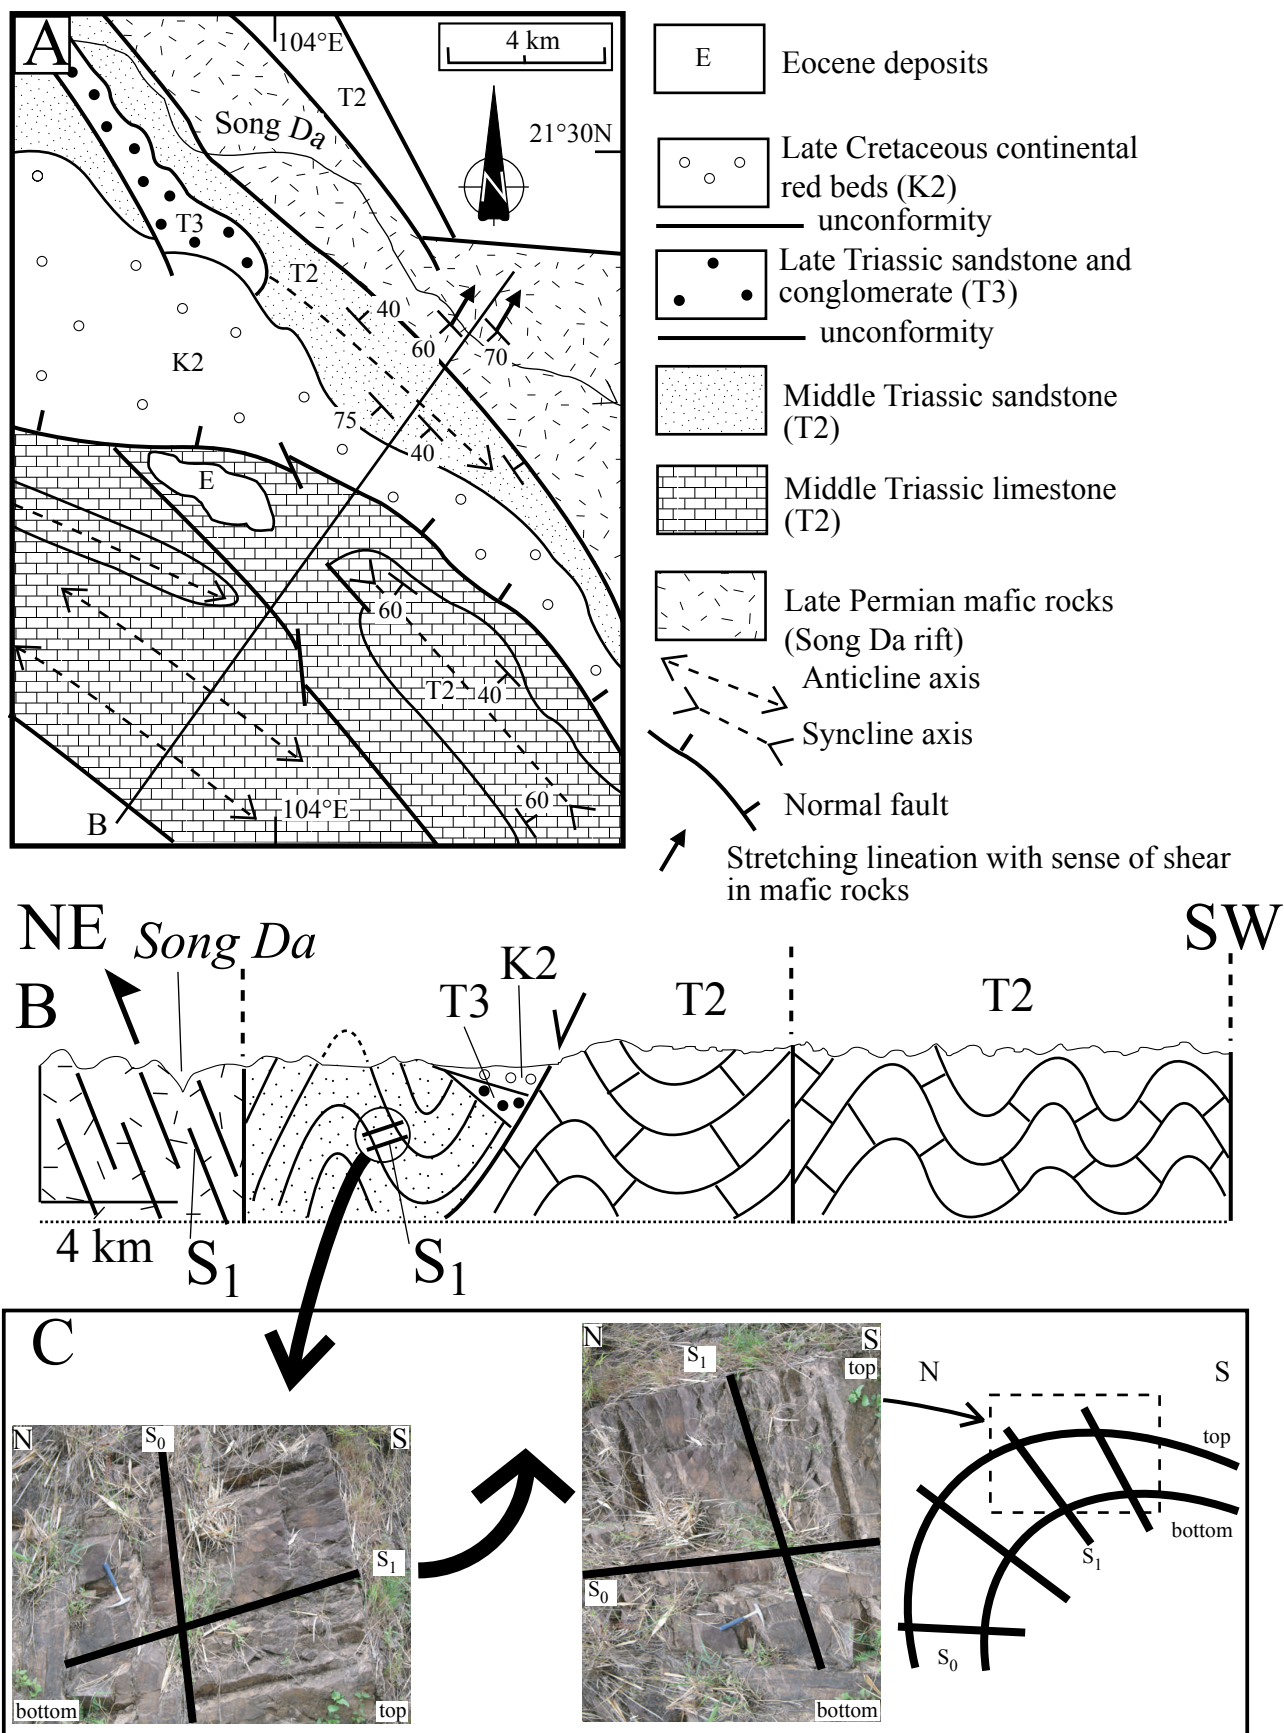 A
104°E
4 km
T2
Song Da
21°30N
N
T3
T2
40
60
70
K2
75
40
E
60
T2
40
60
B
104°E
E
Eocene deposits
Late Cretaceous continental
red beds (K2)
unconformity
Late Triassic sandstone and
conglomerate (T3)
unconformity
Middle Triassic sandstone
(T2)
Middle Triassic limestone
(T2)
Late Permian mafic rocks
(Song Da rift)
Anticline axis
Syncline axis
Normal fault
Stretching lineation with sense of shear
in mafic rocks
NE
Song Da
SW
B
T3
K2
T2
T2
4 km
S1
S1
C
N
S0
S
S1
bottom
top
N
S1
S
top
S0
bottom
N
S
top
bottom
S1
S0